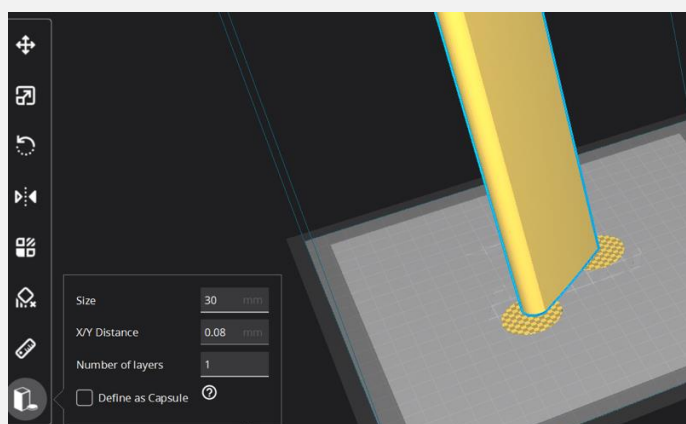 Size 30 mm
X/Y Distance 0.08 mm
Number of layers 1
Define as Capsule ?